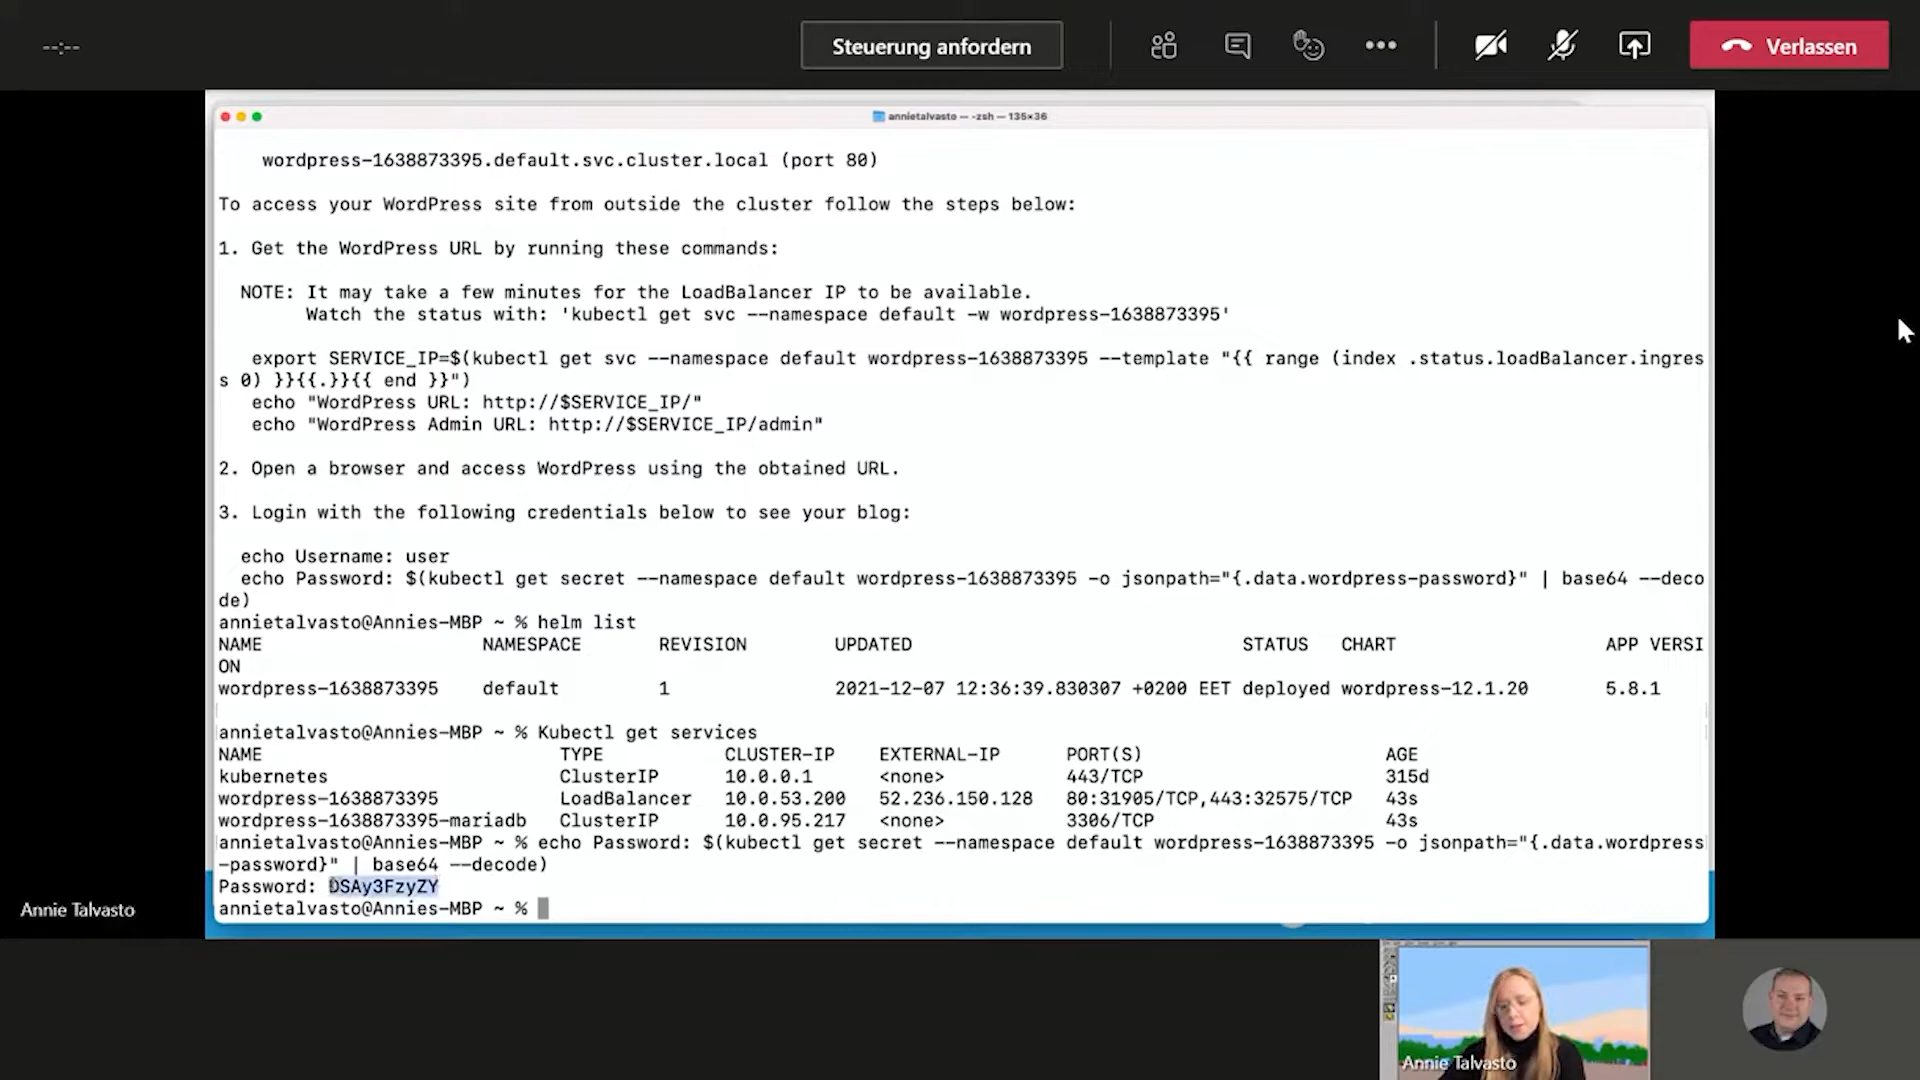 --:--
Steuerung anfordern
Verlassen
annietalvasto — -zsh — 135×36
wordpress-1638873395.default.svc.cluster.local (port 80)
To access your WordPress site from outside the cluster follow the steps below:
1. Get the WordPress URL by running these commands:
NOTE: It may take a few minutes for the LoadBalancer IP to be available.
Watch the status with: 'kubectl get svc --namespace default -w wordpress-1638873395'
export SERVICE_IP=$(kubectl get svc --namespace default wordpress-1638873395 --template "{{ range (index .status.loadBalancer.ingres
s 0) }}{{.}}{{ end }}")
echo "WordPress URL: http://$SERVICE_IP/"
echo "WordPress Admin URL: http://$SERVICE_IP/admin"
2. Open a browser and access WordPress using the obtained URL.
3. Login with the following credentials below to see your blog:
echo Username: user
echo Password: $(kubectl get secret --namespace default wordpress-1638873395 -o jsonpath="{.data.wordpress-password}" | base64 --deco
de)
annietalvasto@Annies-MBP ~ % helm list
NAME NAMESPACE REVISION UPDATED STATUS CHART APP VERSI
ON
wordpress-1638873395 default 1 2021-12-07 12:36:39.830307 +0200 EET deployed wordpress-12.1.20 5.8.1
annietalvasto@Annies-MBP ~ % Kubectl get services
NAME TYPE CLUSTER-IP EXTERNAL-IP PORT(S) AGE
kubernetes ClusterIP 10.0.0.1 <none> 443/TCP 315d
wordpress-1638873395 LoadBalancer 10.0.53.200 52.236.150.128 80:31905/TCP,443:32575/TCP 43s
wordpress-1638873395-mariadb ClusterIP 10.0.95.217 <none> 3306/TCP 43s
annietalvasto@Annies-MBP ~ % echo Password: $(kubectl get secret --namespace default wordpress-1638873395 -o jsonpath="{.data.wordpress
-password}" | base64 --decode)
Password: DSAy3FzyZY
annietalvasto@Annies-MBP ~ %
Annie Talvasto
Annie Talvasto